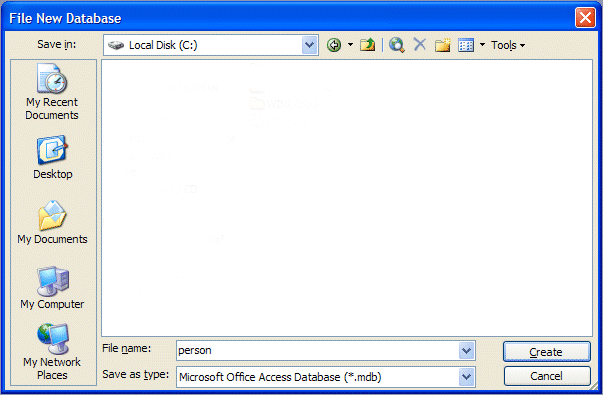 File New Database
Save in:
Local Disk (C:)
Tools
My Recent
Documents
Desktop
My Documents
My Computer
My Network
Places
File name:
person
Create
Save as type:
Microsoft Office Access Database (*.mdb)
Cancel